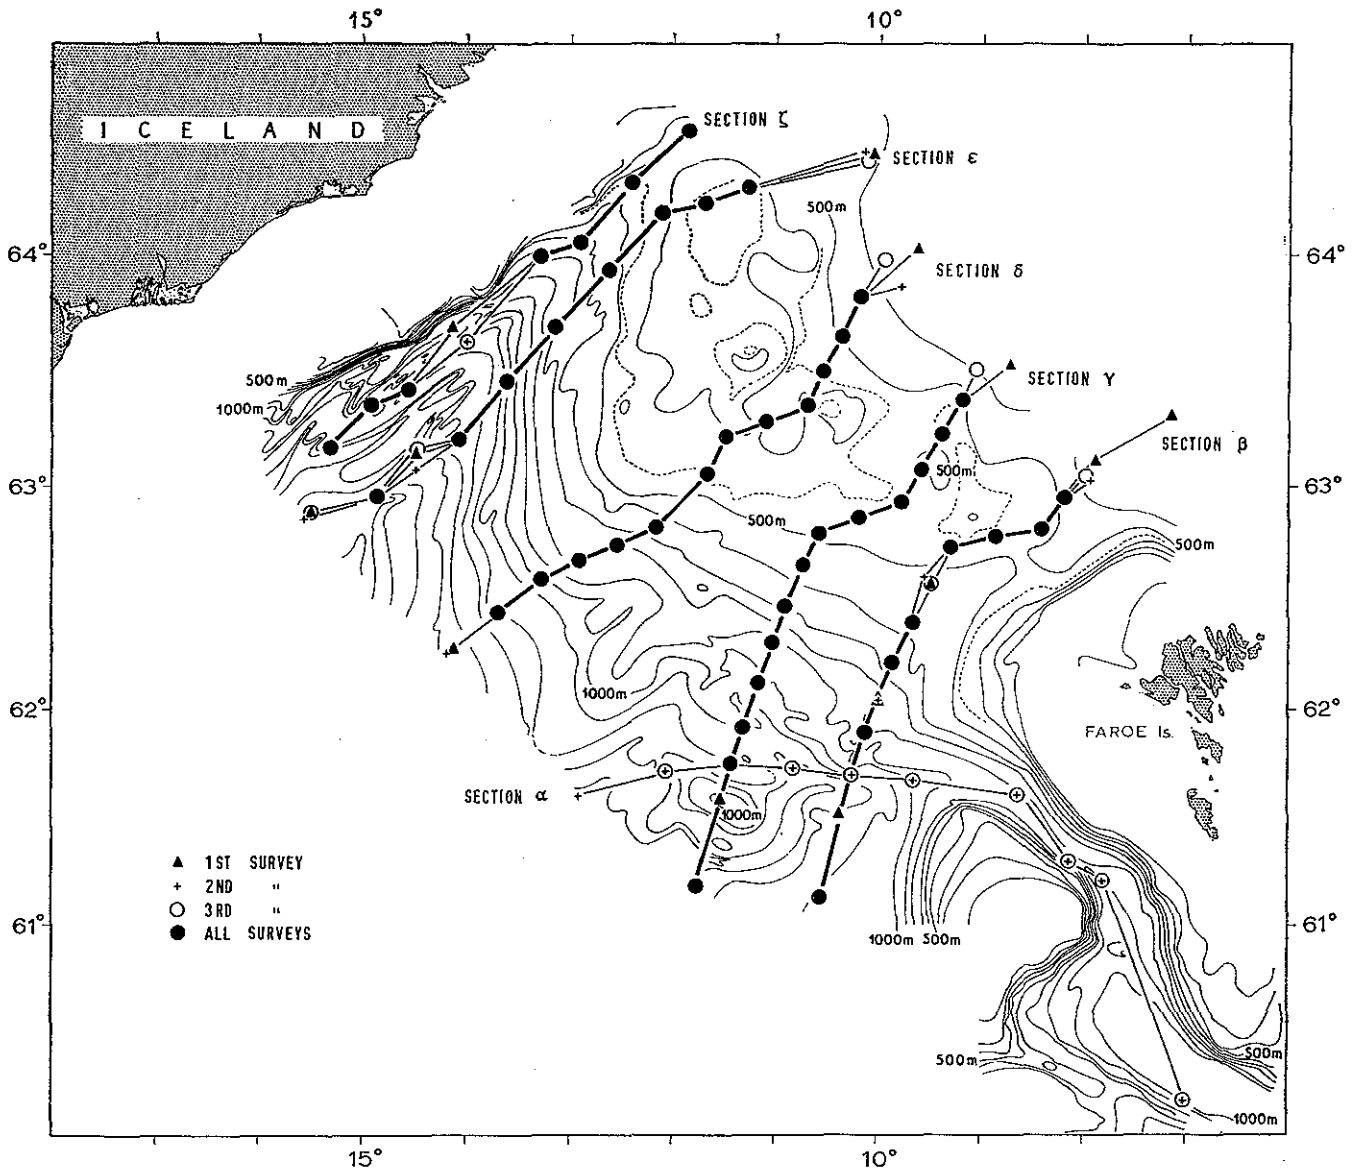 15° 10°
ICELAND
SECTION ζ
SECTION ε
500m
64° 64°
SECTION δ
SECTION γ
500m
1000m
SECTION β
500m
63° 63°
500m
500m
1000m
62° 62°
FAROE Is.
SECTION α
1000m
▲ 1ST SURVEY
+ 2ND "
○ 3RD "
● ALL SURVEYS
61° 61°
1000m 500m
500m
500m
1000m
15° 10°